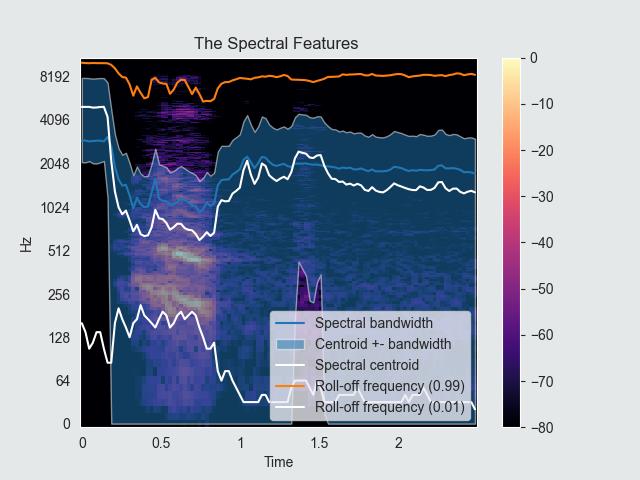 The Spectral Features
8192
4096
2048
1024
512
256
128
64
0
Hz
0
0.5
1
1.5
2
Time
Spectral bandwidth
Centroid +- bandwidth
Spectral centroid
Roll-off frequency (0.99)
Roll-off frequency (0.01)
0
−10
−20
−30
−40
−50
−60
−70
−80